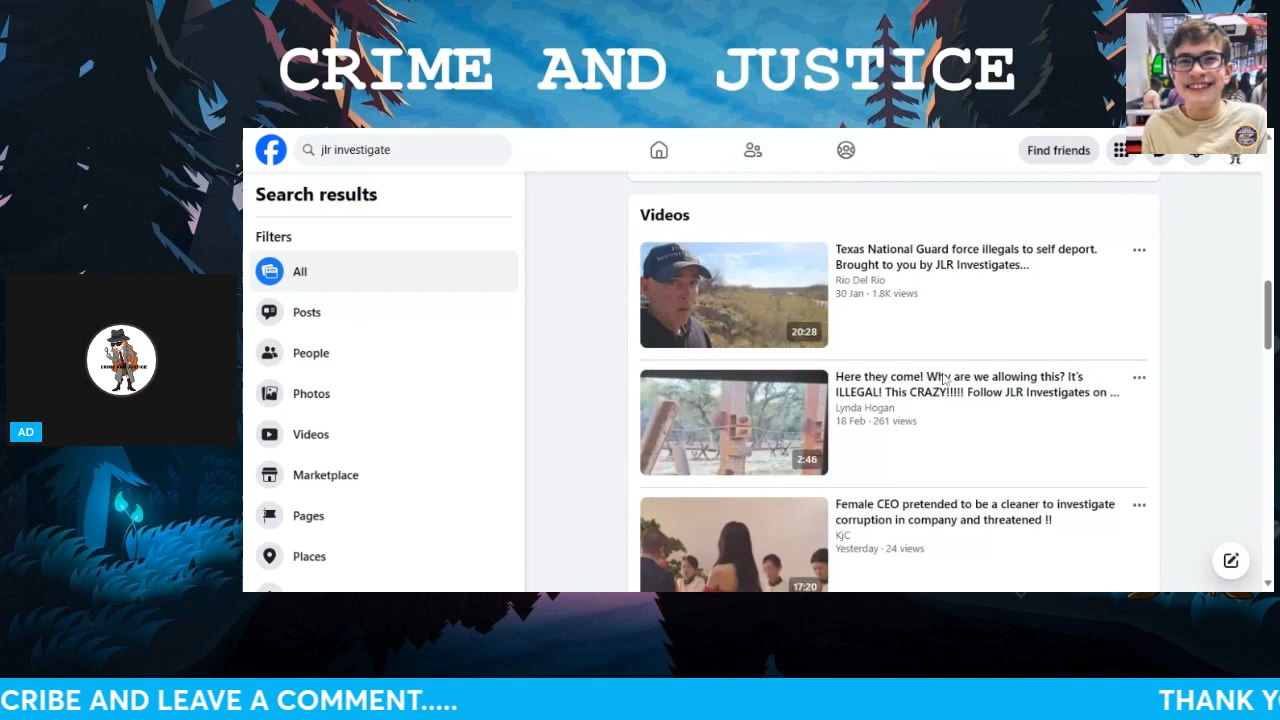 CRIME AND JUSTICE
jlr investigate
Find friends
Search results
Filters
All
Posts
People
Photos
Videos
Marketplace
Pages
Places
Videos
20:28
Texas National Guard force illegals to self deport.
Brought to you by JLR Investigates...
Rio Del Rio
30 Jan · 1.8K views
2:46
Here they come! Why are we allowing this? It's
ILLEGAL! This CRAZY!!!!! Follow JLR Investigates on ...
Lynda Hogan
18 Feb · 261 views
17:20
Female CEO pretended to be a cleaner to investigate
corruption in company and threatened !!
KJC
Yesterday · 24 views
CRIME AND JUSTICE
AD
CRIBE AND LEAVE A COMMENT..... THANK Y